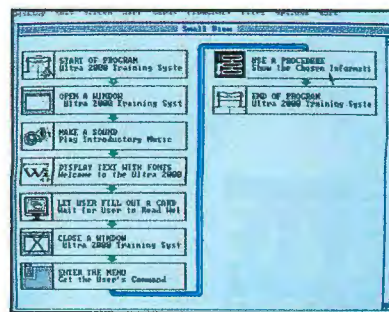 Small View
START OF PROGRAM
Ultra 2000 Training Syste
OPEN A WINDOW
Ultra 2000 Training Syst
MAKE A SOUND
Play Introductory Music
DISPLAY TEXT WITH FONTS
Welcome to the Ultra 2000
LET USER FILL OUT A CARD
Wait for User to Read Wel
CLOSE A WINDOW
Ultra 2000 Training Syst
ENTER THE MENU
Get the User's Command
USE A PROCEDURE
Show the Chosen Informati
END OF PROGRAM
Ultra 2000 Training Syste